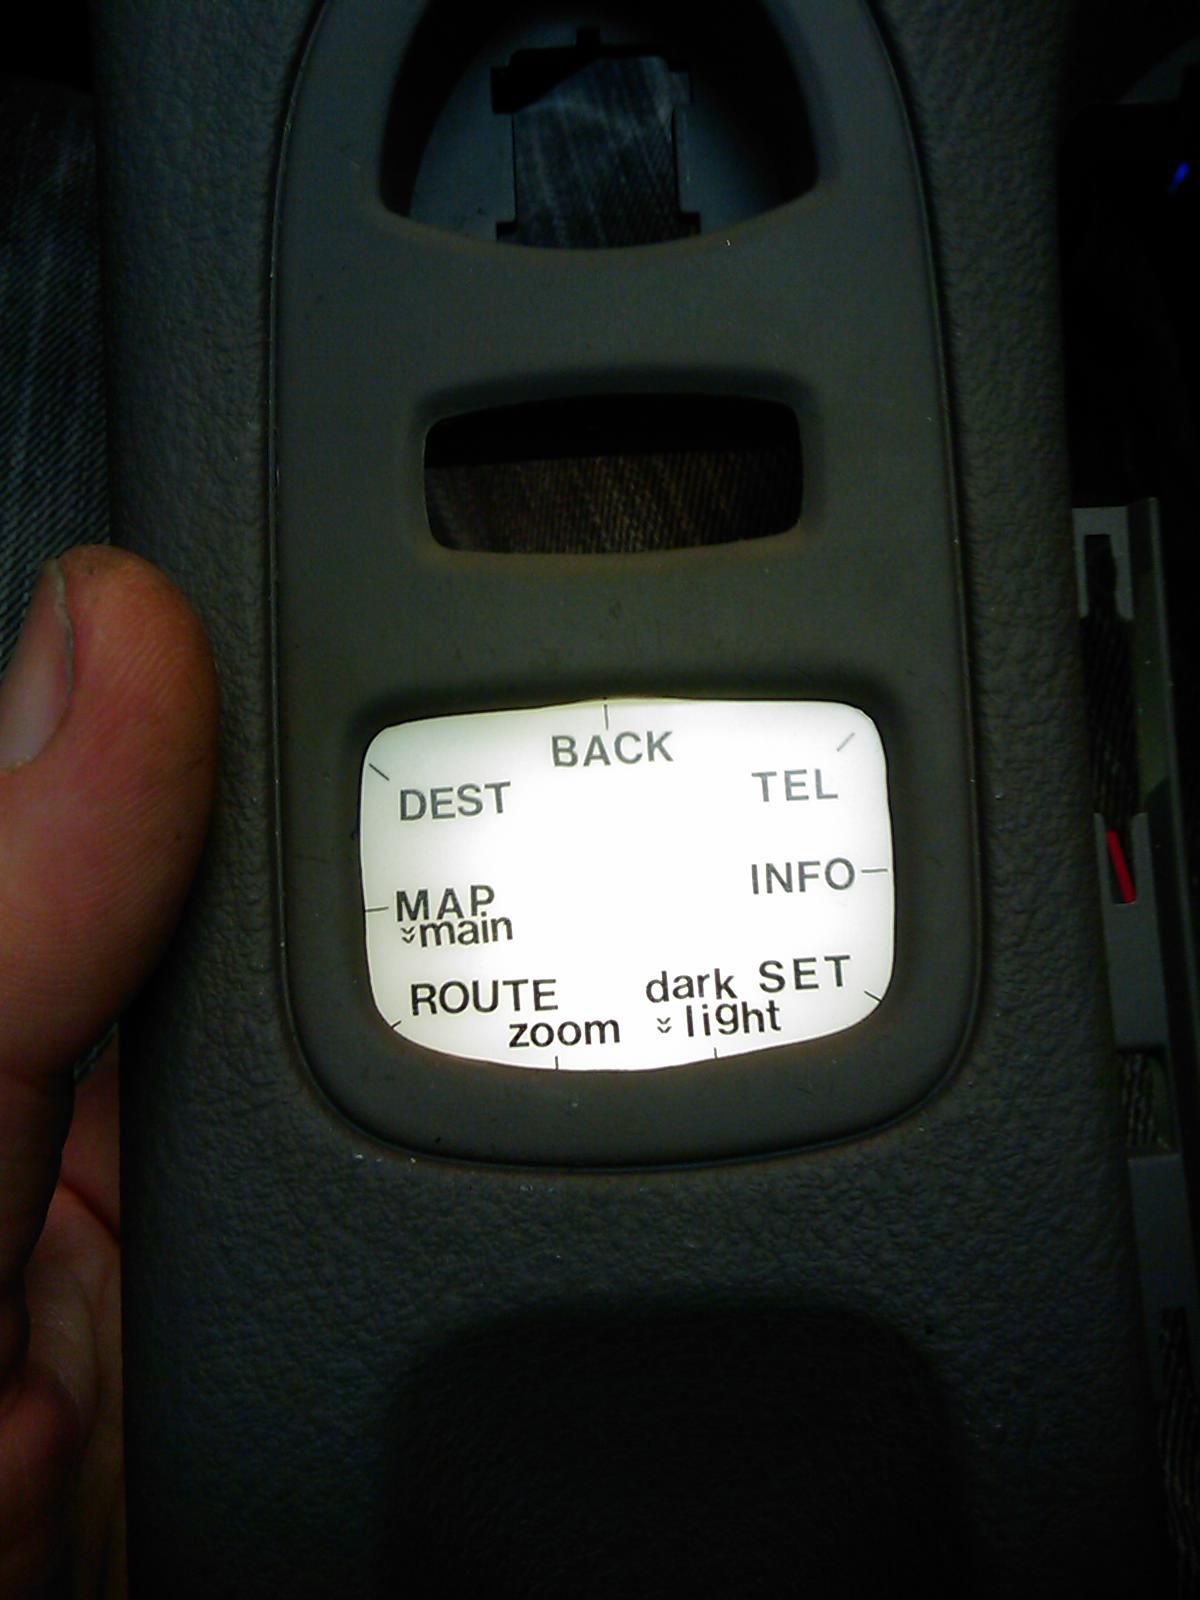 BACK
DEST
TEL
MAP
INFO
main
ROUTE
dark SET
zoom
light